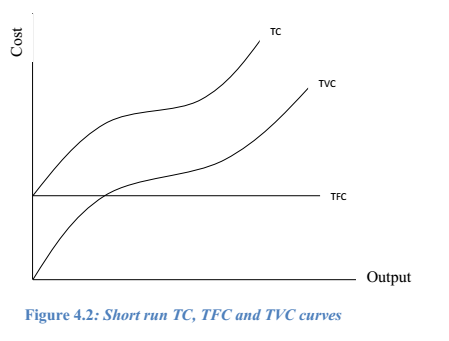 Cost
TC
TVC
TFC
Output
Figure 4.2: Short run TC, TFC and TVC curves